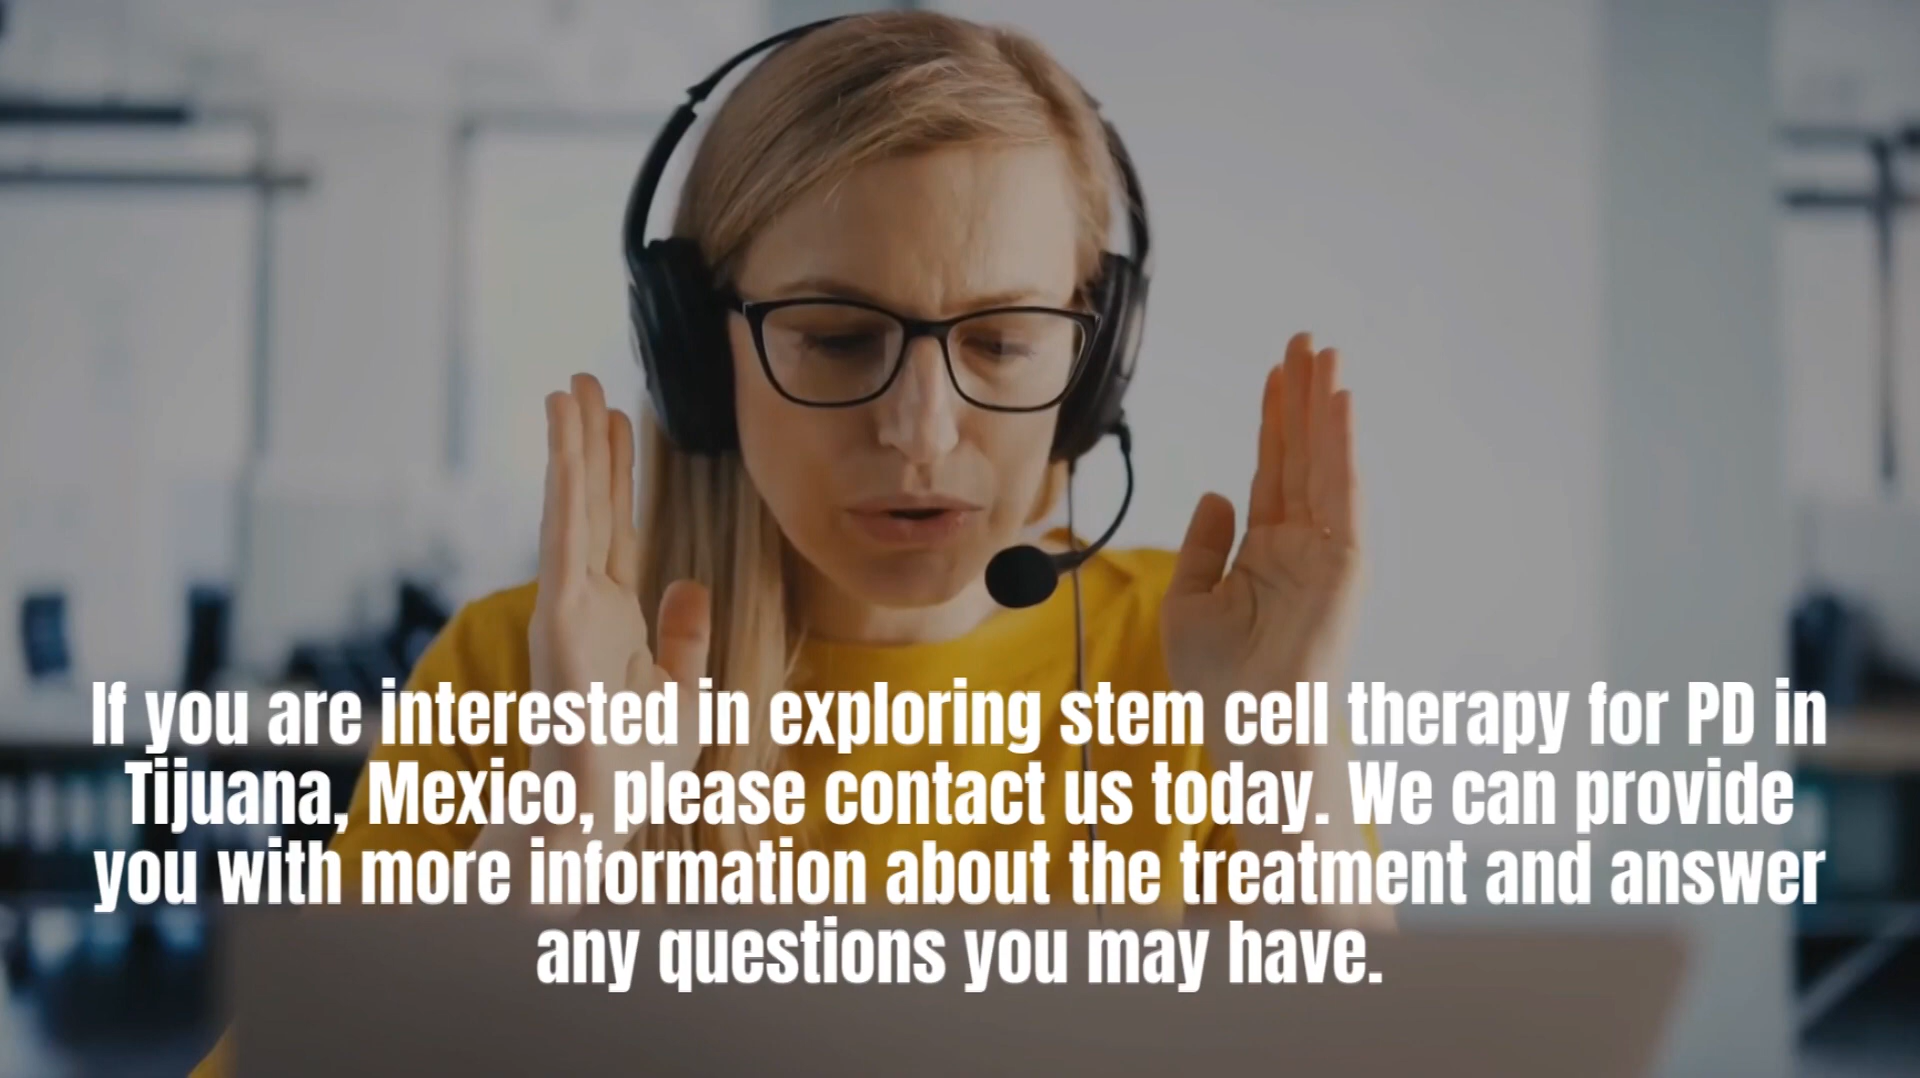 If you are interested in exploring stem cell therapy for PD in
Tijuana, Mexico, please contact us today. We can provide
you with more information about the treatment and answer
any questions you may have.